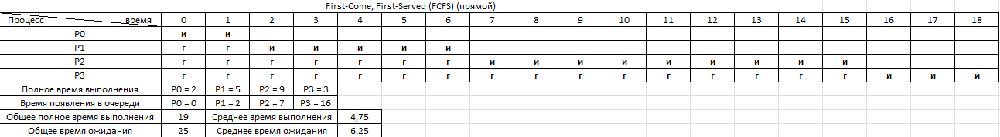 First-Come, First-Served (FCFS) (прямой)
Процесс время 0 1 2 3 4 5 6 7 8 9 10 11 12 13 14 15 16 17 18
P0 и и
P1 г г и и и и и
P2 г г г г г г г и и и и и и и и и
P3 г г г г г г г г г г г г г г г г и и и
Полное время выполнения P0 = 2 P1 = 5 P2 = 9 P3 = 3
Время появления в очереди P0 = 0 P1 = 2 P2 = 7 P3 = 16
Общее полное время выполнения 19 Среднее время выполнения 4,75
Общее время ожидания 25 Среднее время ожидания 6,25